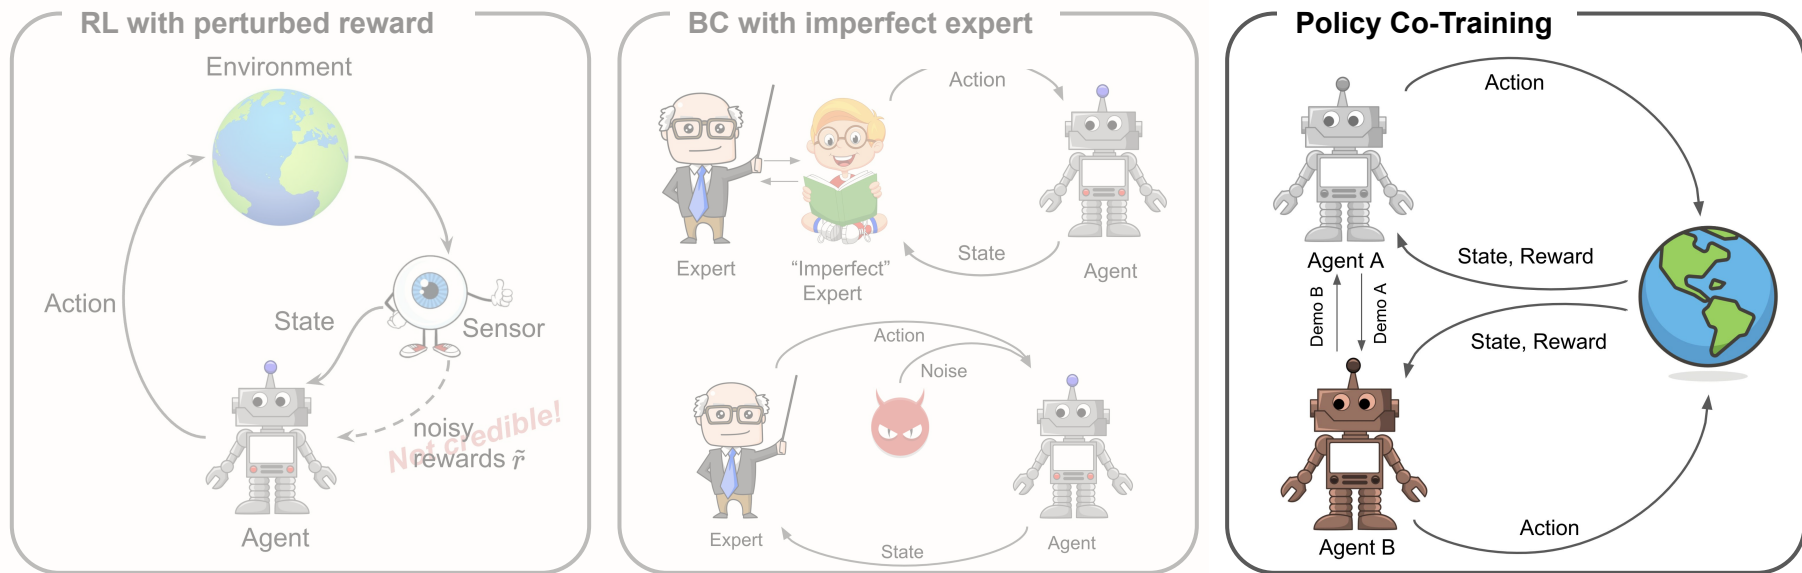 RL with perturbed reward
Environment
Action
State
Sensor
noisy
rewards r̃
Not credible!
Agent
BC with imperfect expert
Action
State
Expert
“Imperfect”
Expert
Agent
Action
Noise
Expert
State
Agent
Policy Co-Training
Action
Agent A
State, Reward
Demo B
Demo A
State, Reward
Action
Agent B